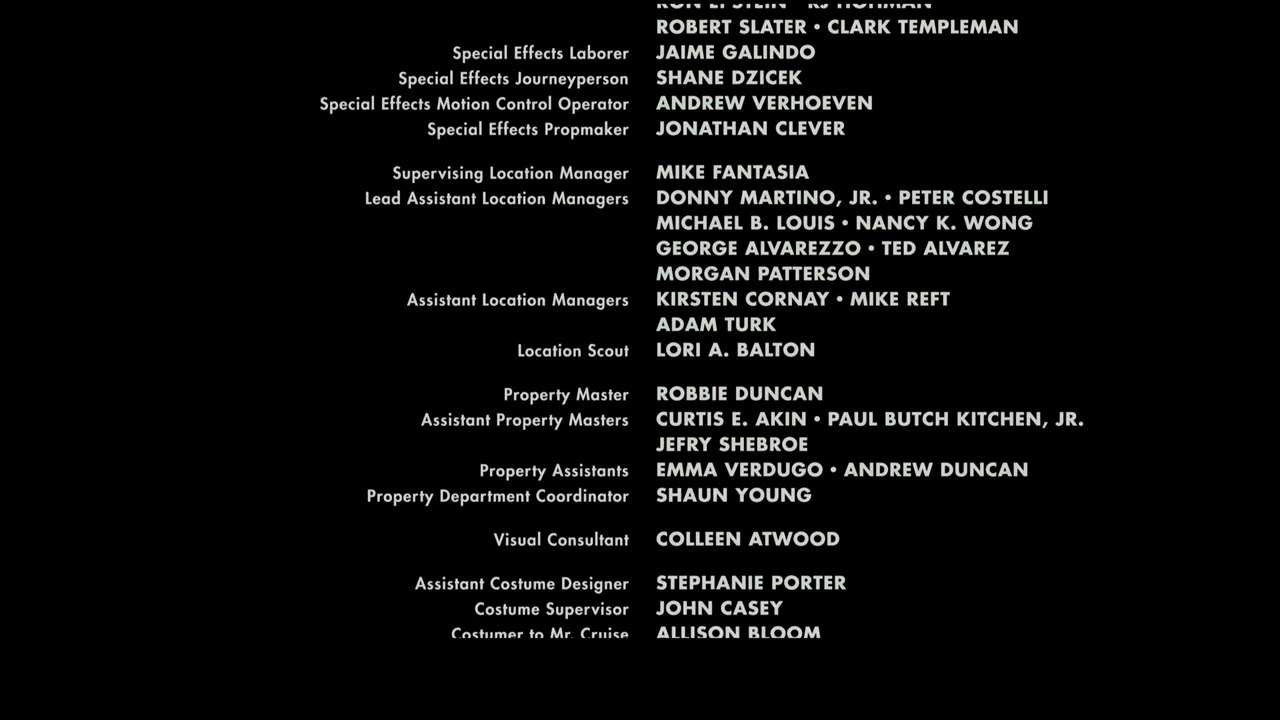 ROBERT SLATER • CLARK TEMPLEMAN
Special Effects Laborer JAIME GALINDO
Special Effects Journeyperson SHANE DZICEK
Special Effects Motion Control Operator ANDREW VERHOEVEN
Special Effects Propmaker JONATHAN CLEVER
Supervising Location Manager MIKE FANTASIA
Lead Assistant Location Managers DONNY MARTINO, JR. • PETER COSTELLI
MICHAEL B. LOUIS • NANCY K. WONG
GEORGE ALVAREZZO • TED ALVAREZ
MORGAN PATTERSON
Assistant Location Managers KIRSTEN CORNAY • MIKE REFT
ADAM TURK
Location Scout LORI A. BALTON
Property Master ROBBIE DUNCAN
Assistant Property Masters CURTIS E. AKIN • PAUL BUTCH KITCHEN, JR.
JEFRY SHEBROE
Property Assistants EMMA VERDUGO • ANDREW DUNCAN
Property Department Coordinator SHAUN YOUNG
Visual Consultant COLLEEN ATWOOD
Assistant Costume Designer STEPHANIE PORTER
Costume Supervisor JOHN CASEY
Costumer to Mr. Cruise ALLISON BLOOM